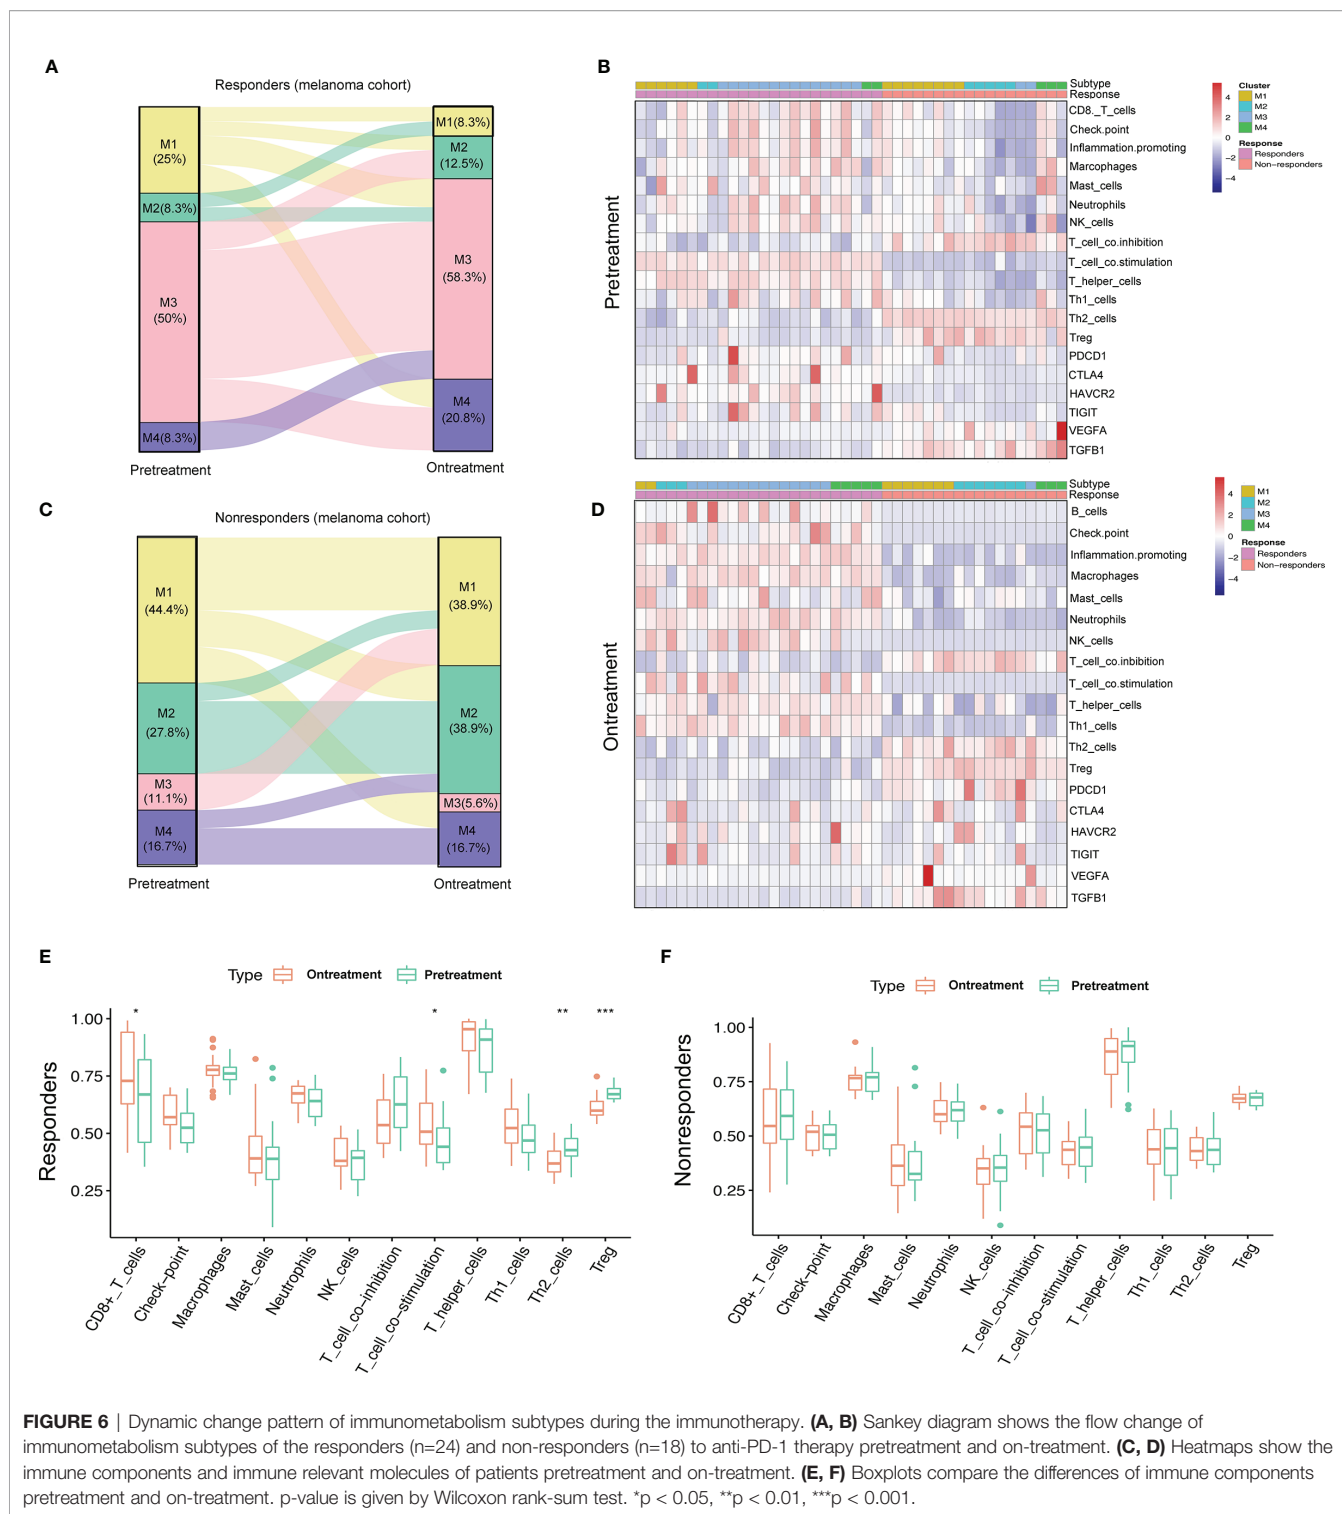 A
Responders (melanoma cohort)
M1
(25%)
M2(8.3%)
M3
(50%)
M4(8.3%)
M1(8.3%)
M2
(12.5%)
M3
(58.3%)
M4
(20.8%)
Pretreatment
Ontreatment
B
Pretreatment
Subtype
Response
CD8._T_cells
Check.point
Inflammation.promoting
Marcophages
Mast_cells
Neutrophils
NK_cells
T_cell_co.inhibition
T_cell_co.stimulation
T_helper_cells
Th1_cells
Th2_cells
Treg
PDCD1
CTLA4
HAVCR2
TIGIT
VEGFA
TGFB1
4
2
0
−2
−4
Cluster
M1
M2
M3
M4
Response
Responders
Non−responders
C
Nonresponders (melanoma cohort)
M1
(44.4%)
M2
(27.8%)
M3
(11.1%)
M4
(16.7%)
M1
(38.9%)
M2
(38.9%)
M3(5.6%)
M4
(16.7%)
Pretreatment
Ontreatment
D
Ontreatment
Subtype
Response
B_cells
Check.point
Inflammation.promoting
Macrophages
Mast_cells
Neutrophils
NK_cells
T_cell_co.inbibition
T_cell_co.stimulation
T_helper_cells
Th1_cells
Th2_cells
Treg
PDCD1
CTLA4
HAVCR2
TIGIT
VEGFA
TGFB1
4
2
0
−2
−4
M1
M2
M3
M4
Response
Responders
Non−responders
E
Type Ontreatment Pretreatment
Responders
1.00
0.75
0.50
0.25
* * ** ***
CD8+_T_cells
Check−point
Macrophages
Mast_cells
Neutrophils
NK_cells
T_cell_co−inhibition
T_cell_co−stimulation
T_helper_cells
Th1_cells
Th2_cells
Treg
F
Type Ontreatment Pretreatment
Nonresponders
1.00
0.75
0.50
0.25
CD8+_T_cells
Check−point
Macrophages
Mast_cells
Neutrophils
NK_cells
T_cell_co−inhibition
T_cell_co−stimulation
T_helper_cells
Th1_cells
Th2_cells
Treg
FIGURE 6 | Dynamic change pattern of immunometabolism subtypes during the immunotherapy. (A, B) Sankey diagram shows the flow change of
immunometabolism subtypes of the responders (n=24) and non-responders (n=18) to anti-PD-1 therapy pretreatment and on-treatment. (C, D) Heatmaps show the
immune components and immune relevant molecules of patients pretreatment and on-treatment. (E, F) Boxplots compare the differences of immune components
pretreatment and on-treatment. p-value is given by Wilcoxon rank-sum test. *p < 0.05, **p < 0.01, ***p < 0.001.